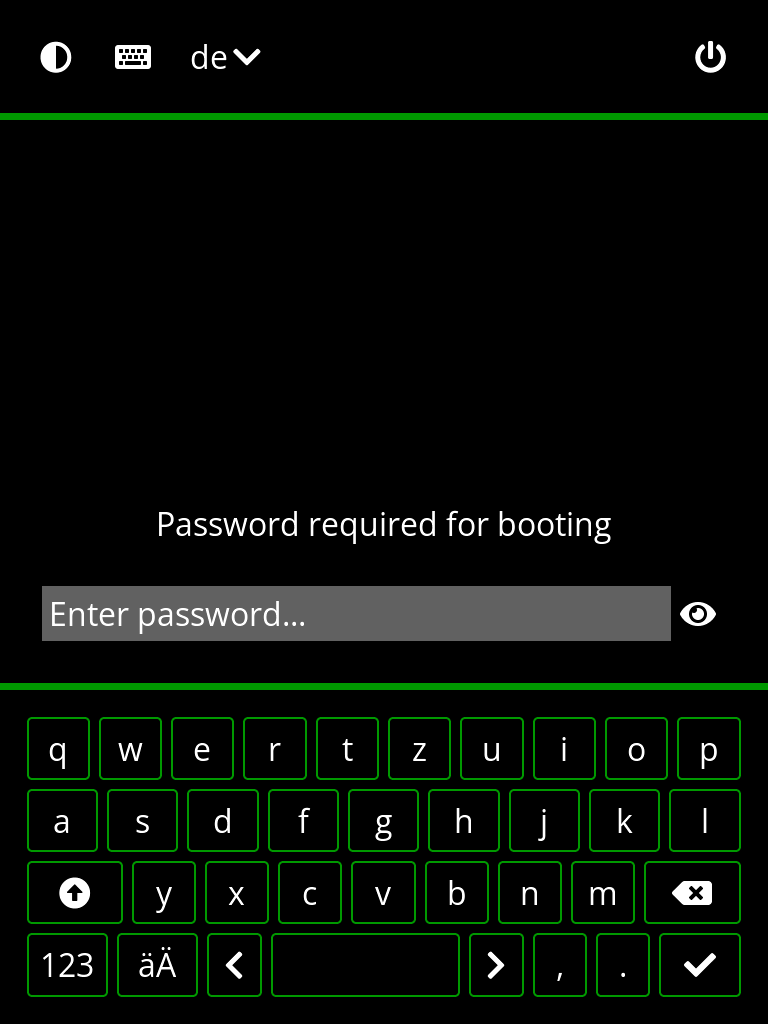 de
Password required for booting
Enter password...
q w e r t z u i o p
a s d f g h j k l
y x c v b n m
123 äÄ , .